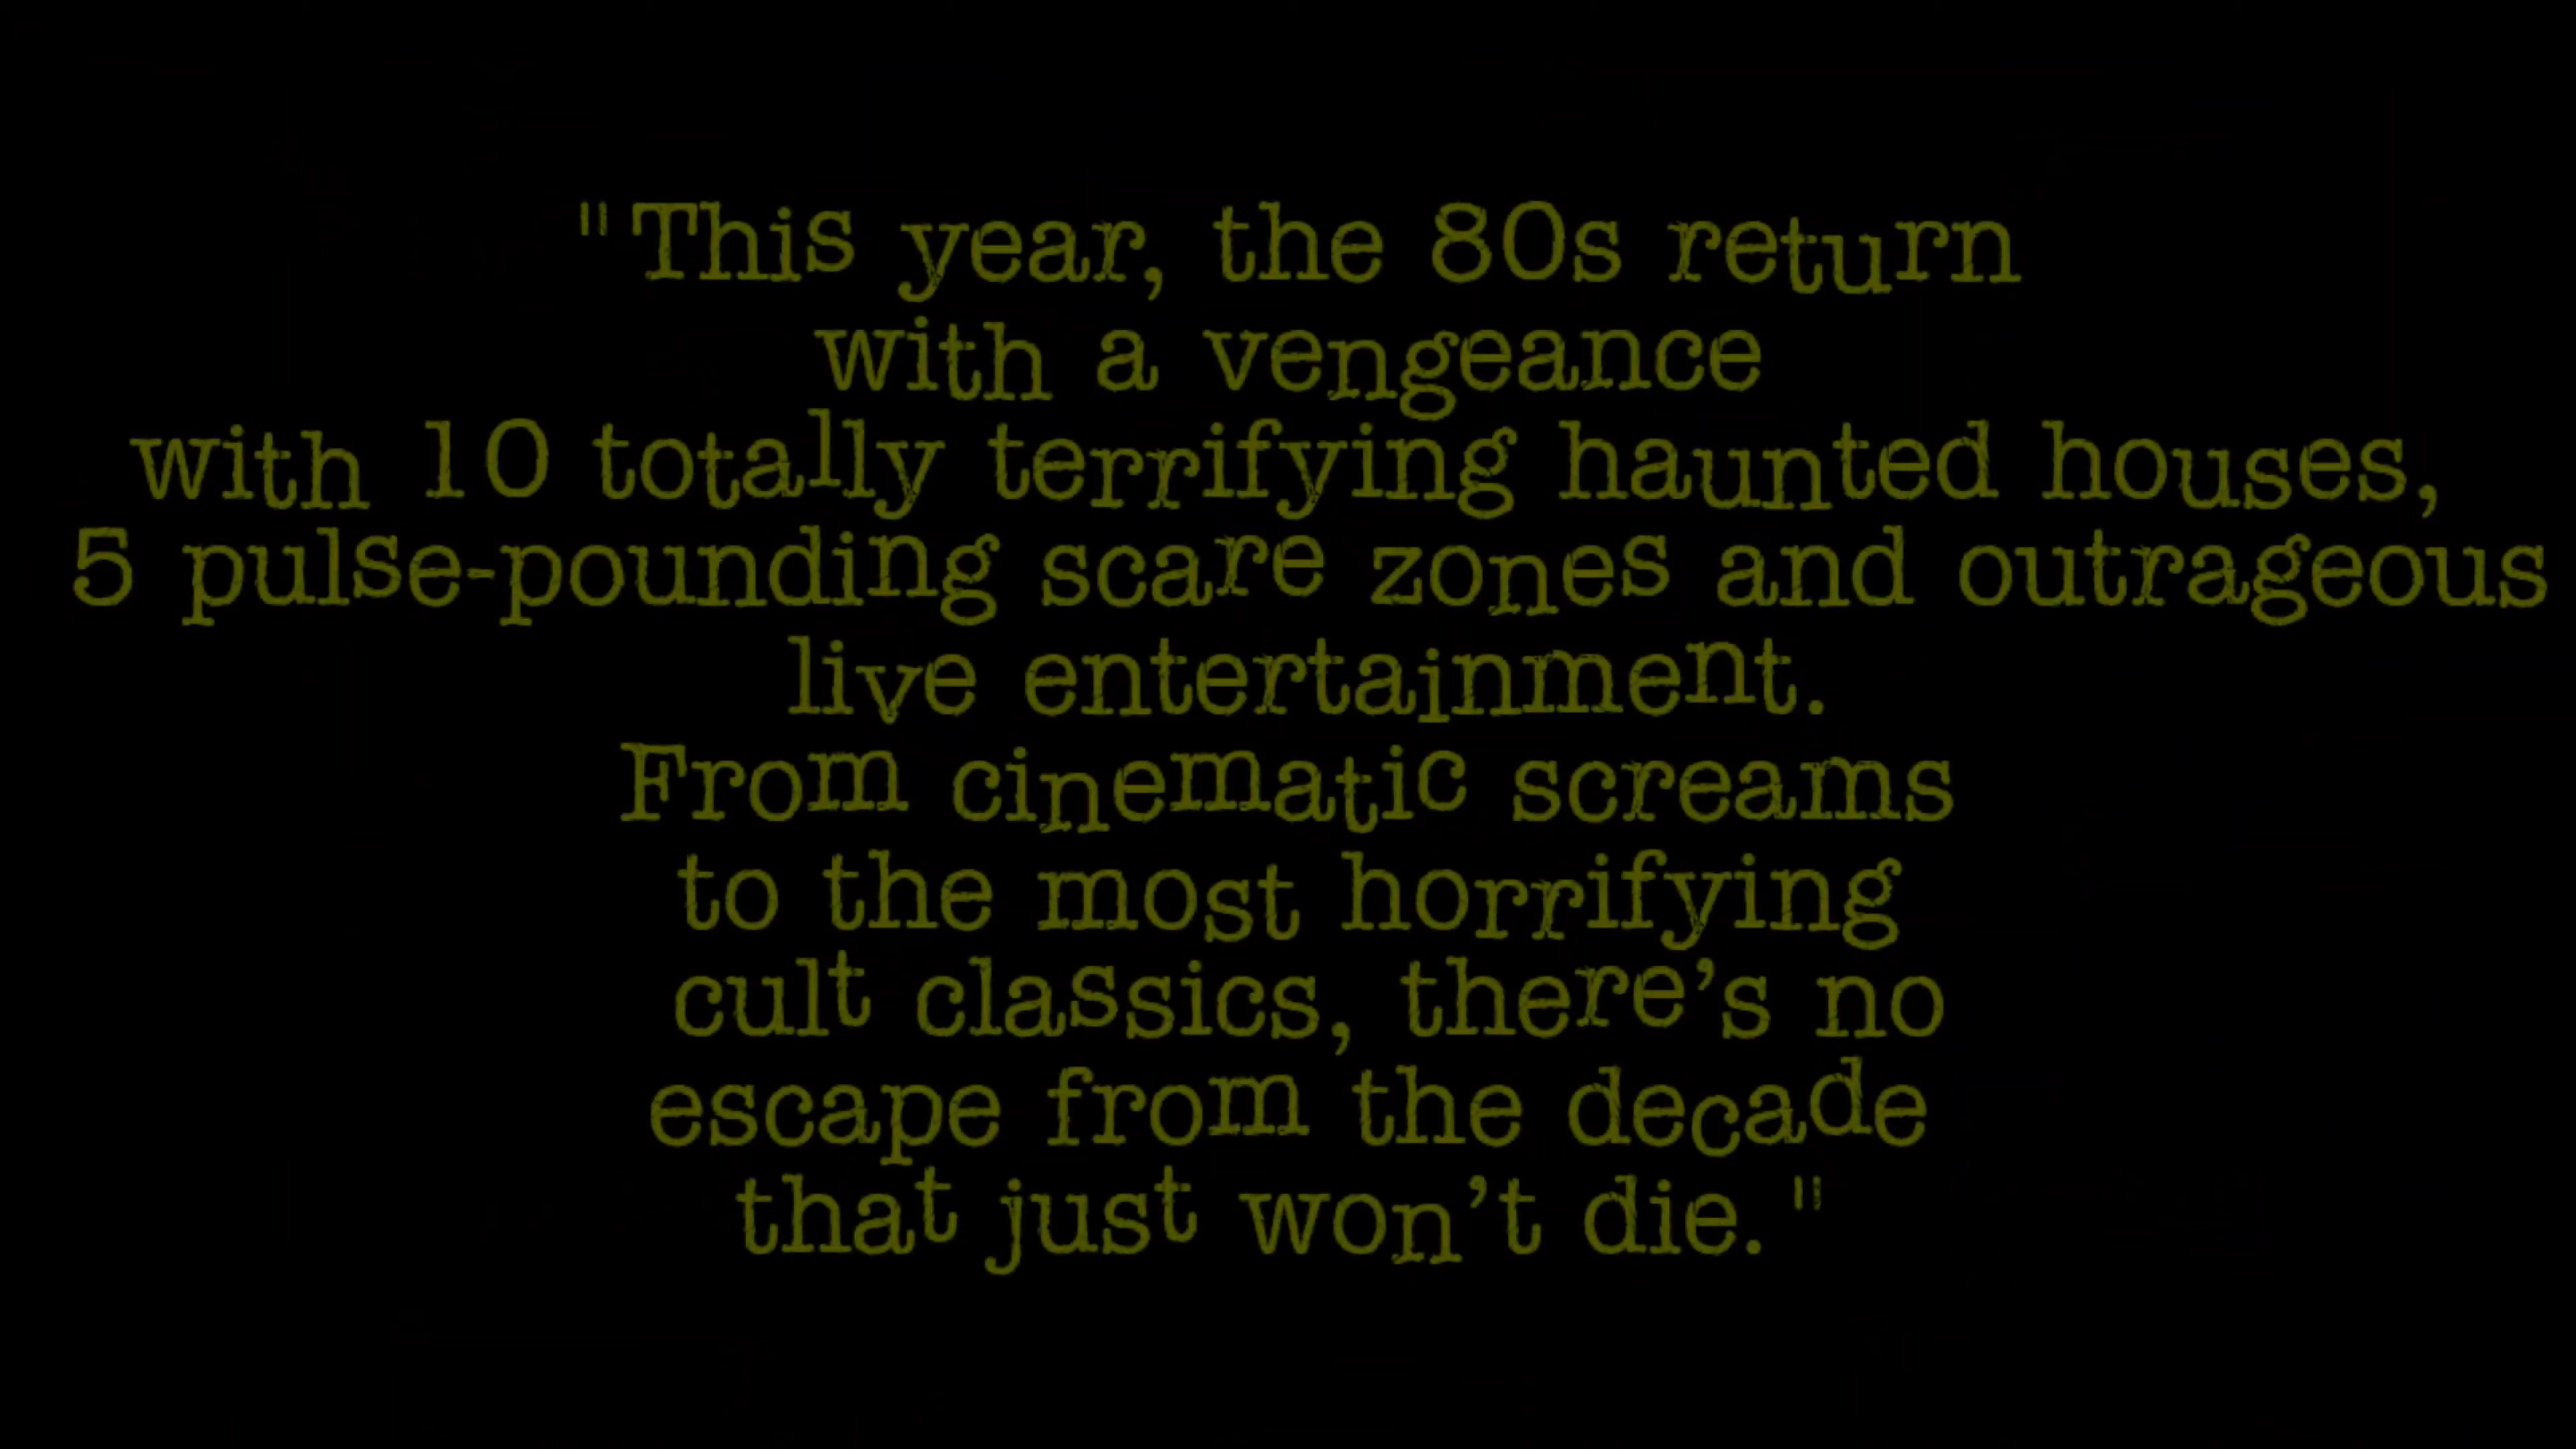 "This year, the 80s return
with a vengeance
with 10 totally terrifying haunted houses,
5 pulse-pounding scare zones and outrageous
live entertainment.
From cinematic screams
to the most horrifying
cult classics, there’s no
escape from the decade
that just won’t die."